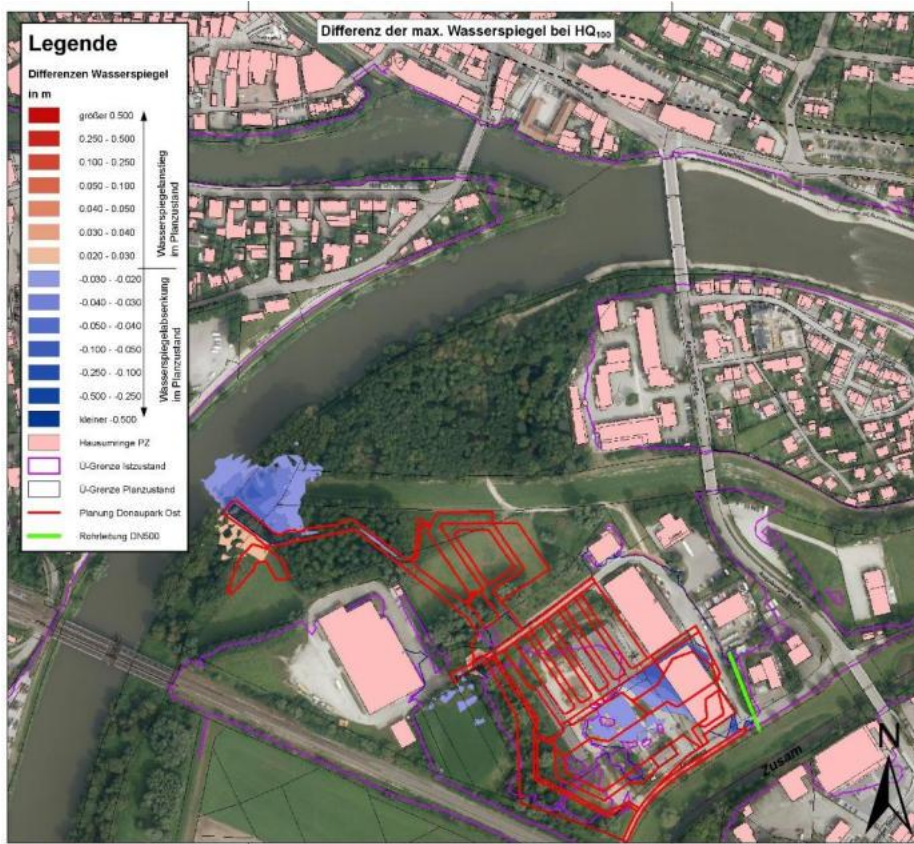 Differenz der max. Wasserspiegel bei HQ100
Legende
Differenzen Wasserspiegel
in m
größer 0.500
0.250 - 0.500
0.100 - 0.250
0.050 - 0.100
0.040 - 0.050
0.030 - 0.040
0.020 - 0.030
Wasserspiegelanstieg
im Planzustand
-0.030 - -0.020
-0.040 - -0.030
-0.050 - -0.040
-0.100 - -0.050
-0.250 - -0.100
-0.500 - -0.250
kleiner -0.500
Wasserspiegelabsenkung
im Planzustand
Hausumringe PZ
Ü-Grenze Istzustand
Ü-Grenze Planzustand
Planung Donaupark Ost
Rohrleitung DN500
Zusam
N